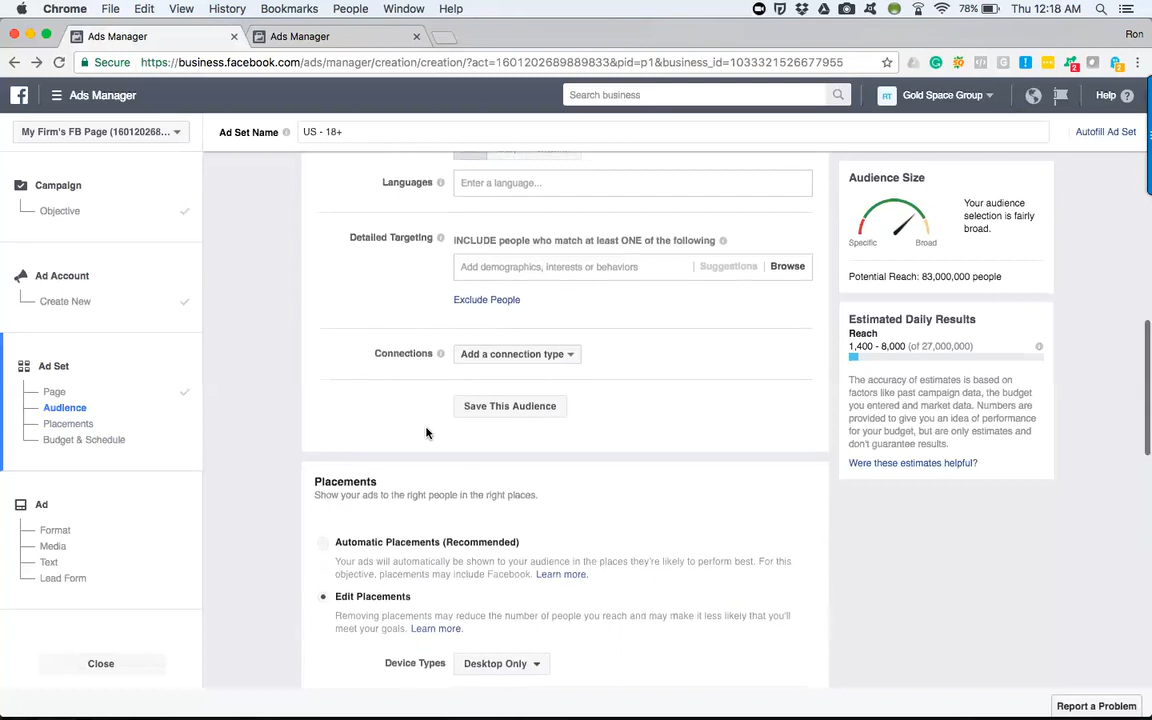 Chrome File Edit View History Bookmarks People Window Help 78% Thu 12:18 AM
Ads Manager Ads Manager Ron
Secure https://business.facebook.com/ads/manager/creation/creation/?act=1601202689889833&pid=p1&business_id=1033321526677955
Ads Manager Search business AT Gold Space Group Help
My Firm's FB Page (160120268... Ad Set Name US - 18+ Autofill Ad Set
Campaign
Objective
Ad Account
Create New
Ad Set
Page
Audience
Placements
Budget & Schedule
Ad
Format
Media
Text
Lead Form
Close
Languages Enter a language...
Detailed Targeting INCLUDE people who match at least ONE of the following
Add demographics, interests or behaviors Suggestions Browse
Exclude People
Connections Add a connection type
Save This Audience
Placements
Show your ads to the right people in the right places.
Automatic Placements (Recommended)
Your ads will automatically be shown to your audience in the places they're likely to perform best. For this
objective, placements may include Facebook. Learn more.
Edit Placements
Removing placements may reduce the number of people you reach and may make it less likely that you'll
meet your goals. Learn more.
Device Types Desktop Only
Audience Size
Specific Broad
Your audience
selection is fairly
broad.
Potential Reach: 83,000,000 people
Estimated Daily Results
Reach
1,400 - 8,000 (of 27,000,000)
The accuracy of estimates is based on
factors like past campaign data, the budget
you entered and market data. Numbers are
provided to give you an idea of performance
for your budget, but are only estimates and
don't guarantee results.
Were these estimates helpful?
Report a Problem